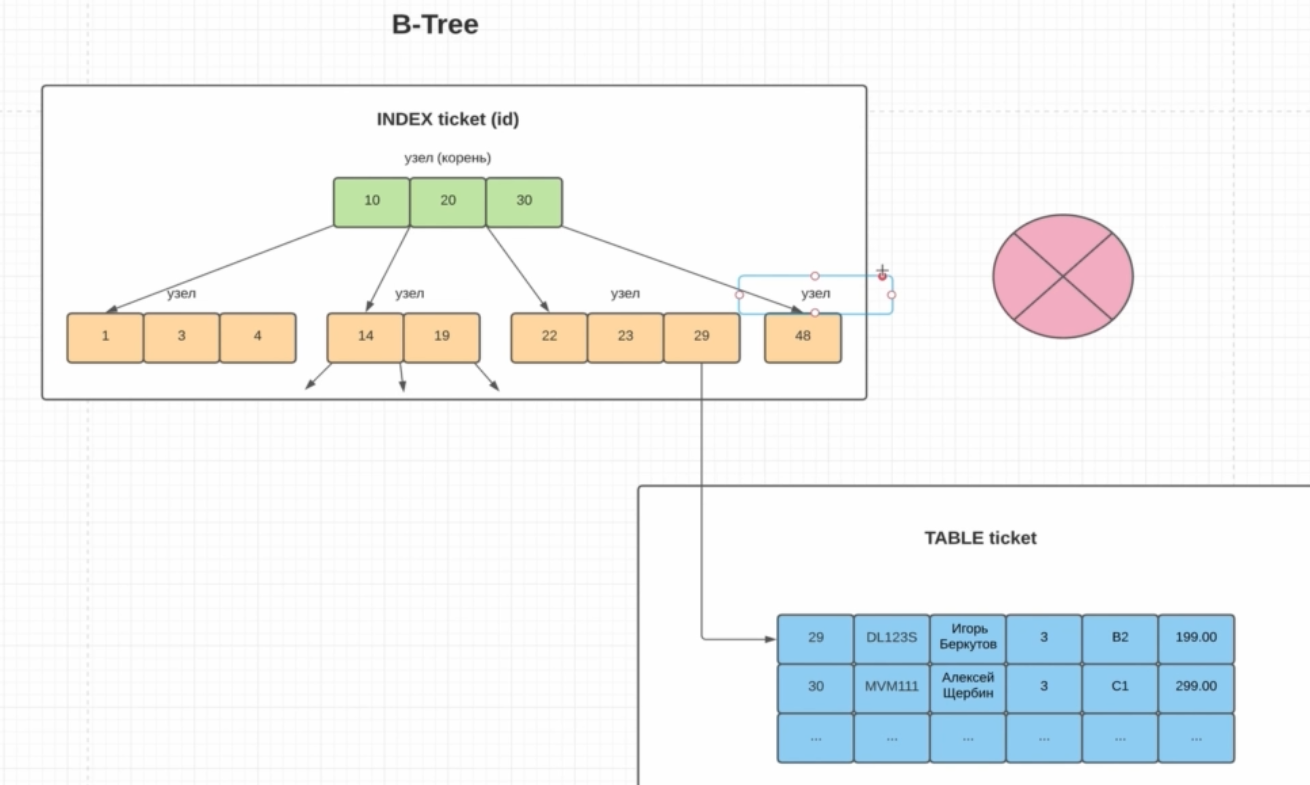 B-Tree
INDEX ticket (id)
узел (корень)
10 20 30
узел узел узел узел
1 3 4 14 19 22 23 29 48
TABLE ticket
29 DL123S Игорь Беркутов 3 B2 199.00
30 MVM111 Алексей Щербин 3 C1 299.00
... ... ... ... ... ...